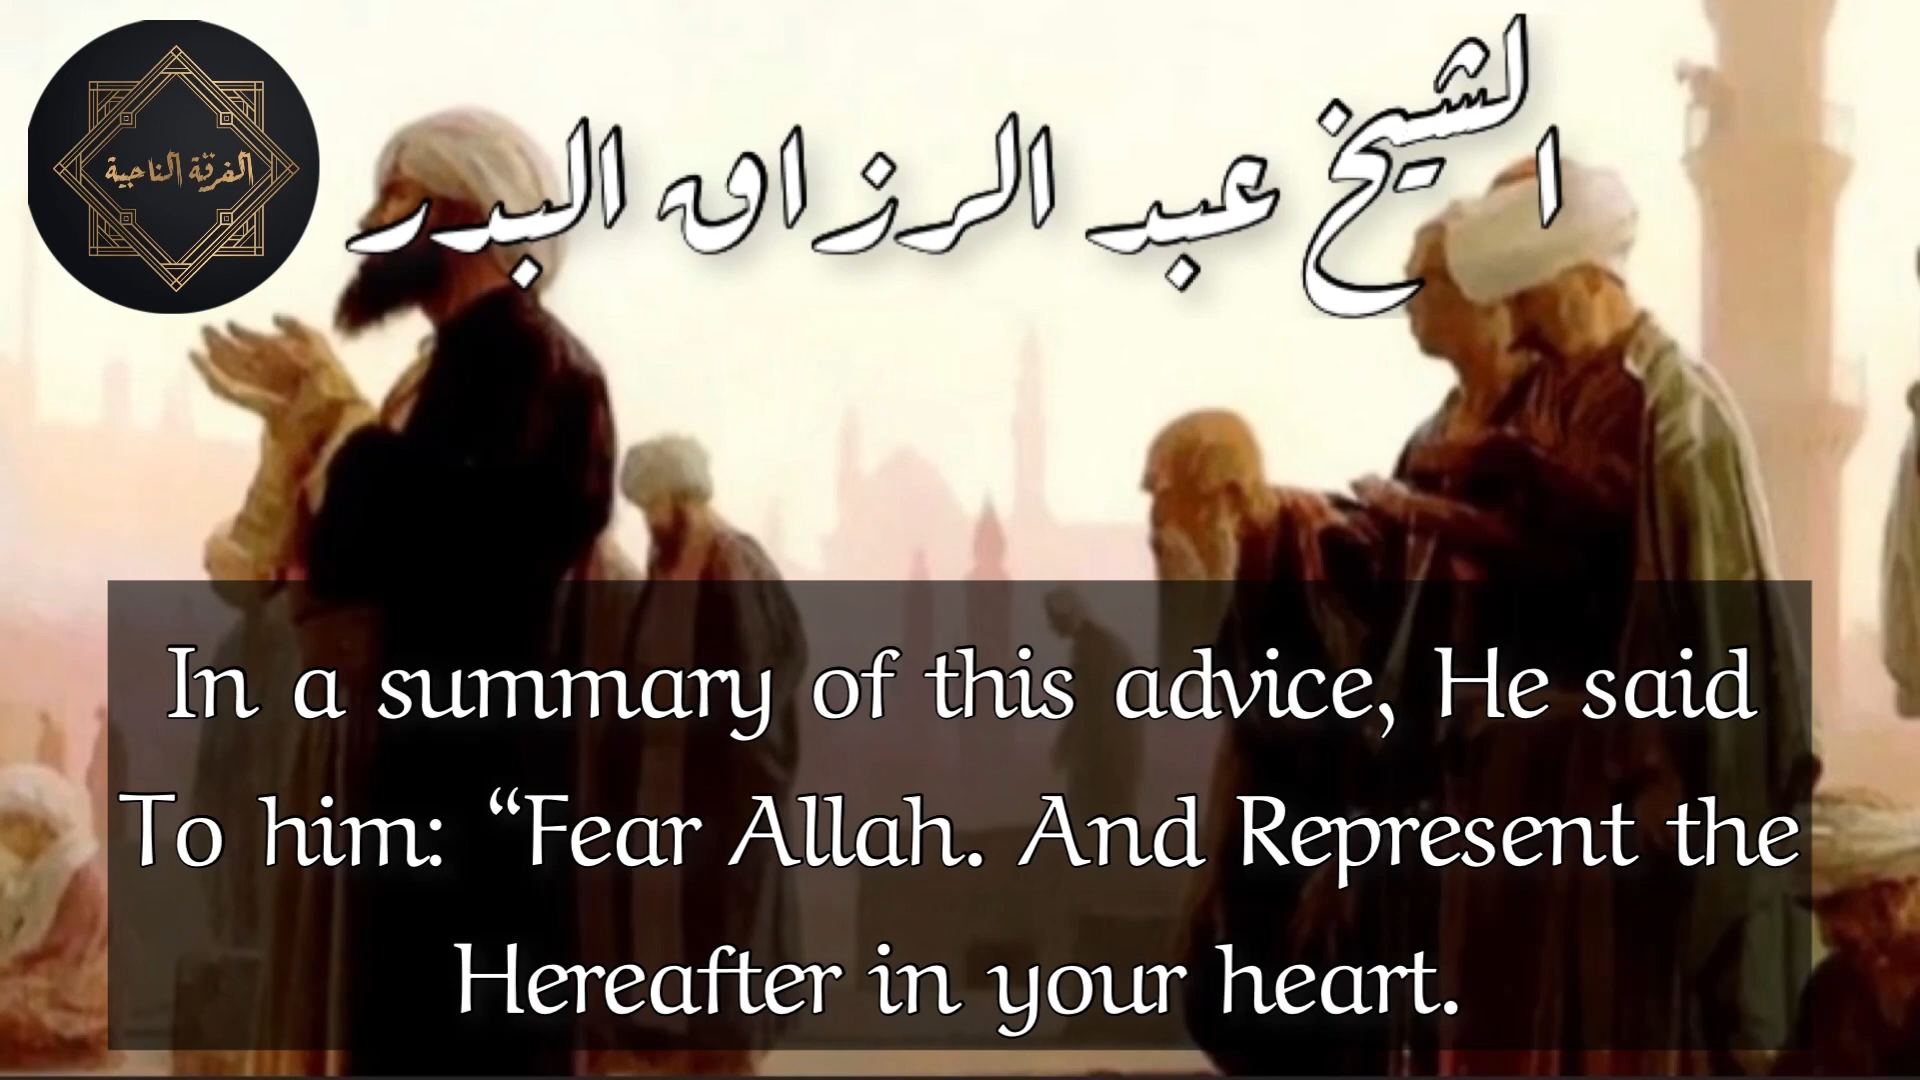 الفرقة الناجية
الشيخ عبد الرزاق البدر
In a summary of this advice, He said
To him: “Fear Allah. And Represent the
Hereafter in your heart.